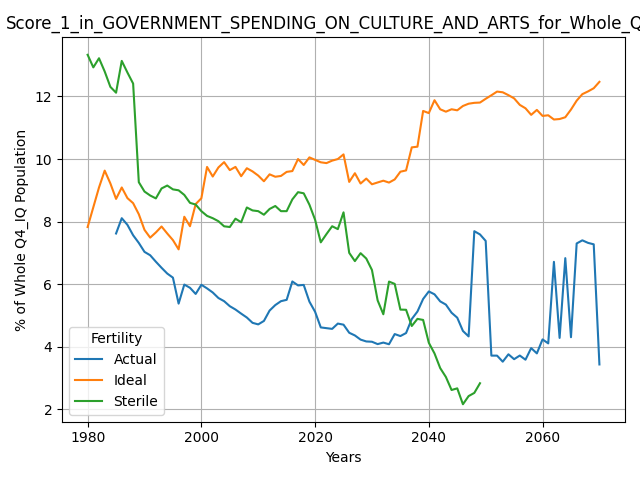 Score_1_in_GOVERNMENT_SPENDING_ON_CULTURE_AND_ARTS_for_Whole_Q
% of Whole Q4_IQ Population
12
10
8
6
4
2
Fertility
Actual
Ideal
Sterile
1980
2000
2020
2040
2060
Years